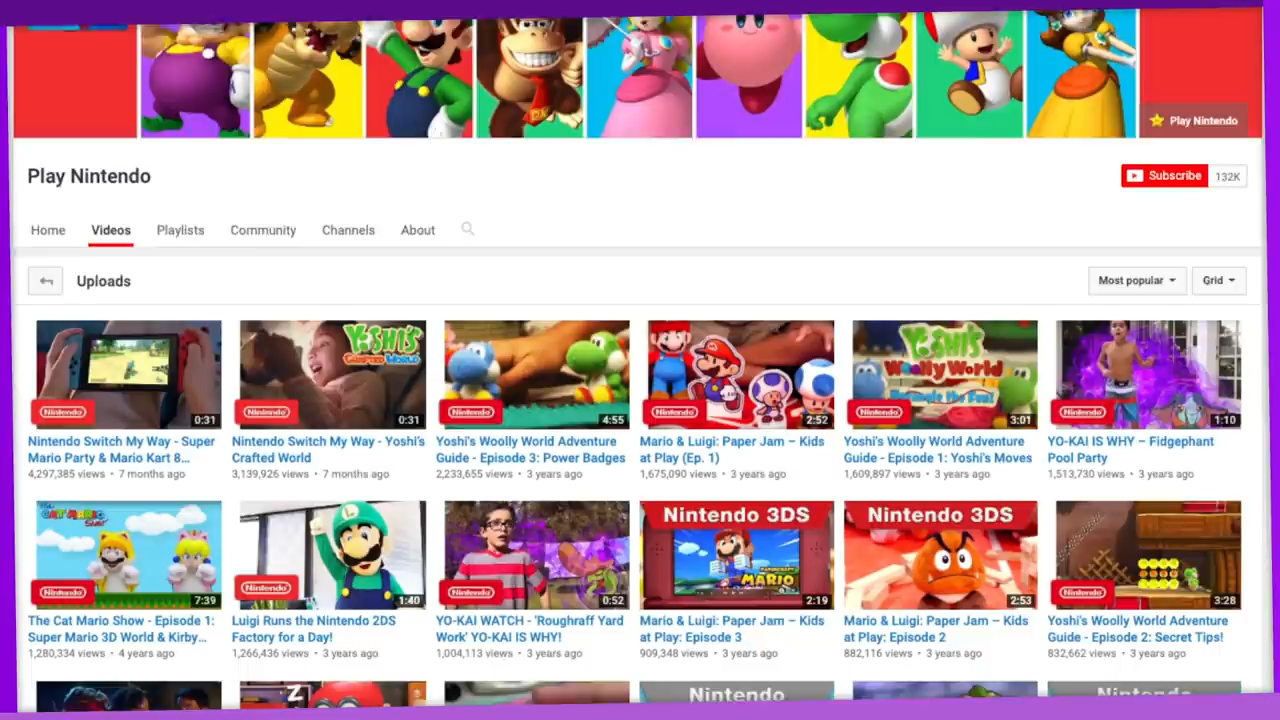 Play Nintendo
Play Nintendo
Subscribe 132K
Home Videos Playlists Community Channels About
Uploads
Most popular Grid
YOSHI'S
CRAFTED WORLD
YOSHI'S
Woolly World
Nintendo 0:31
Nintendo 0:31
Nintendo 4:55
Nintendo 2:52
Nintendo 3:01
Nintendo 1:10
Nintendo Switch My Way - Super
Mario Party & Mario Kart 8...
4,297,385 views • 7 months ago
Nintendo Switch My Way - Yoshi's
Crafted World
3,139,926 views • 7 months ago
Yoshi's Woolly World Adventure
Guide - Episode 3: Power Badges
2,233,655 views • 3 years ago
Mario & Luigi: Paper Jam – Kids
at Play (Ep. 1)
1,675,090 views • 3 years ago
Yoshi's Woolly World Adventure
Guide - Episode 1: Yoshi's Moves
1,609,897 views • 3 years ago
YO-KAI IS WHY – Fidgephant
Pool Party
1,513,730 views • 3 years ago
The
CAT MARIO
Show
Nintendo 3DS
Nintendo 3DS
PAPERCRAFT
MARIO
Nintendo 7:39
Nintendo 1:40
Nintendo 0:52
2:19
2:53
Nintendo 3:28
The Cat Mario Show - Episode 1:
Super Mario 3D World & Kirby...
1,280,334 views • 4 years ago
Luigi Runs the Nintendo 2DS
Factory for a Day!
1,266,436 views • 3 years ago
YO-KAI WATCH - 'Roughraff Yard
Work' YO-KAI IS WHY!
1,004,113 views • 3 years ago
Mario & Luigi: Paper Jam – Kids
at Play: Episode 3
909,348 views • 3 years ago
Mario & Luigi: Paper Jam – Kids
at Play: Episode 2
882,116 views • 3 years ago
Yoshi's Woolly World Adventure
Guide - Episode 2: Secret Tips!
832,662 views • 3 years ago
Z
Nintendo
Nintendo